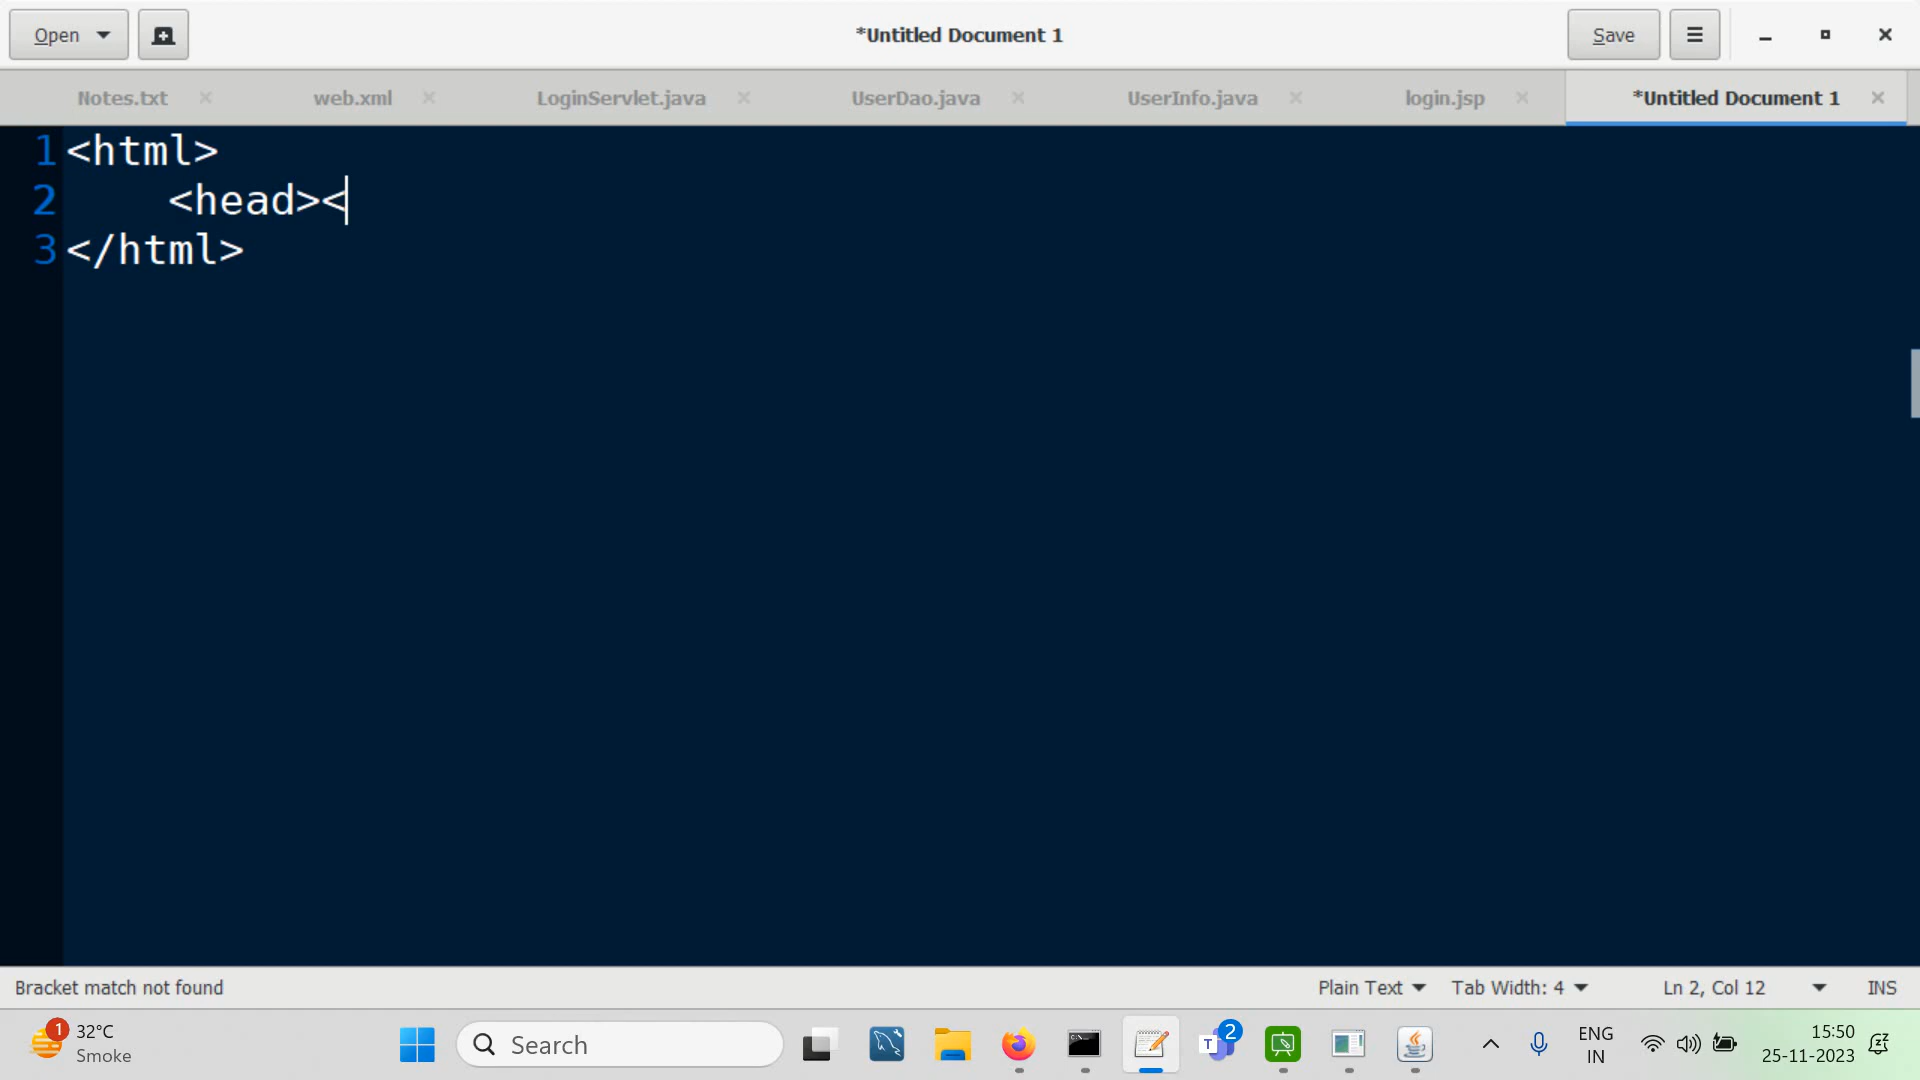 Open
*Untitled Document 1
Save
Notes.txt
web.xml
LoginServlet.java
UserDao.java
UserInfo.java
login.jsp
*Untitled Document 1
1 <html>
2 <head><
3 </html>
Bracket match not found
Plain Text
Tab Width: 4
Ln 2, Col 12
INS
1
32°C
Smoke
Search
T
2
ENG
IN
15:50
25-11-2023